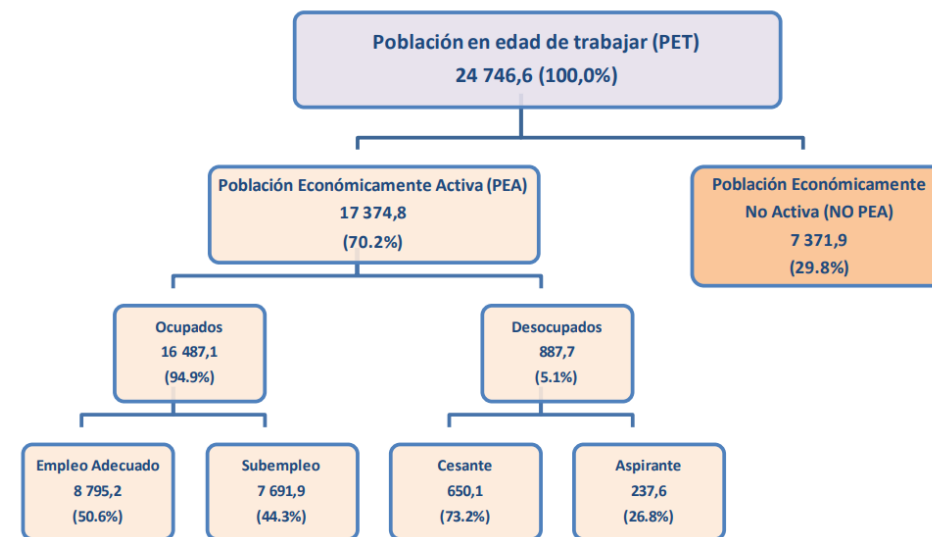 Población en edad de trabajar (PET)
24 746,6 (100,0%)
Población Económicamente Activa (PEA)
17 374,8
(70.2%)
Población Económicamente
No Activa (NO PEA)
7 371,9
(29.8%)
Ocupados
16 487,1
(94.9%)
Desocupados
887,7
(5.1%)
Empleo Adecuado
8 795,2
(50.6%)
Subempleo
7 691,9
(44.3%)
Cesante
650,1
(73.2%)
Aspirante
237,6
(26.8%)